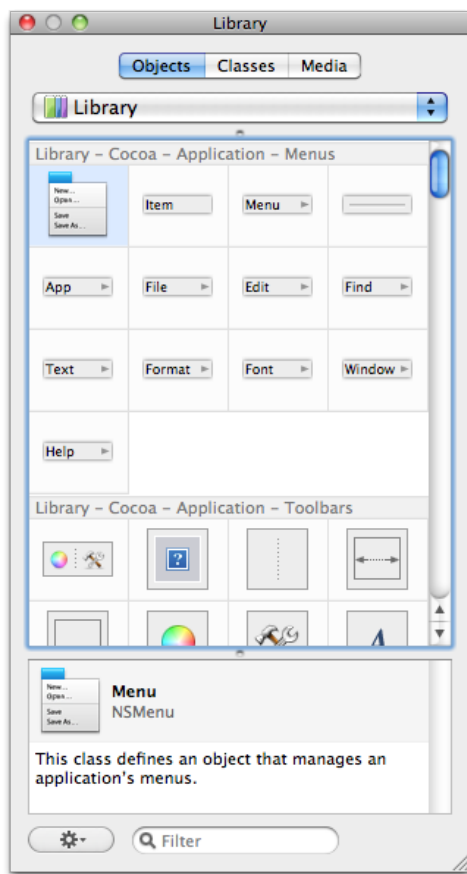 Library
Objects Classes Media
Library
Library – Cocoa – Application – Menus
New...
Open...
Save
Save As...
Item
Menu
App
File
Edit
Find
Text
Format
Font
Window
Help
Library – Cocoa – Application – Toolbars
?
A
New...
Open...
Save
Save As...
Menu
NSMenu
This class defines an object that manages an
application's menus.
Filter